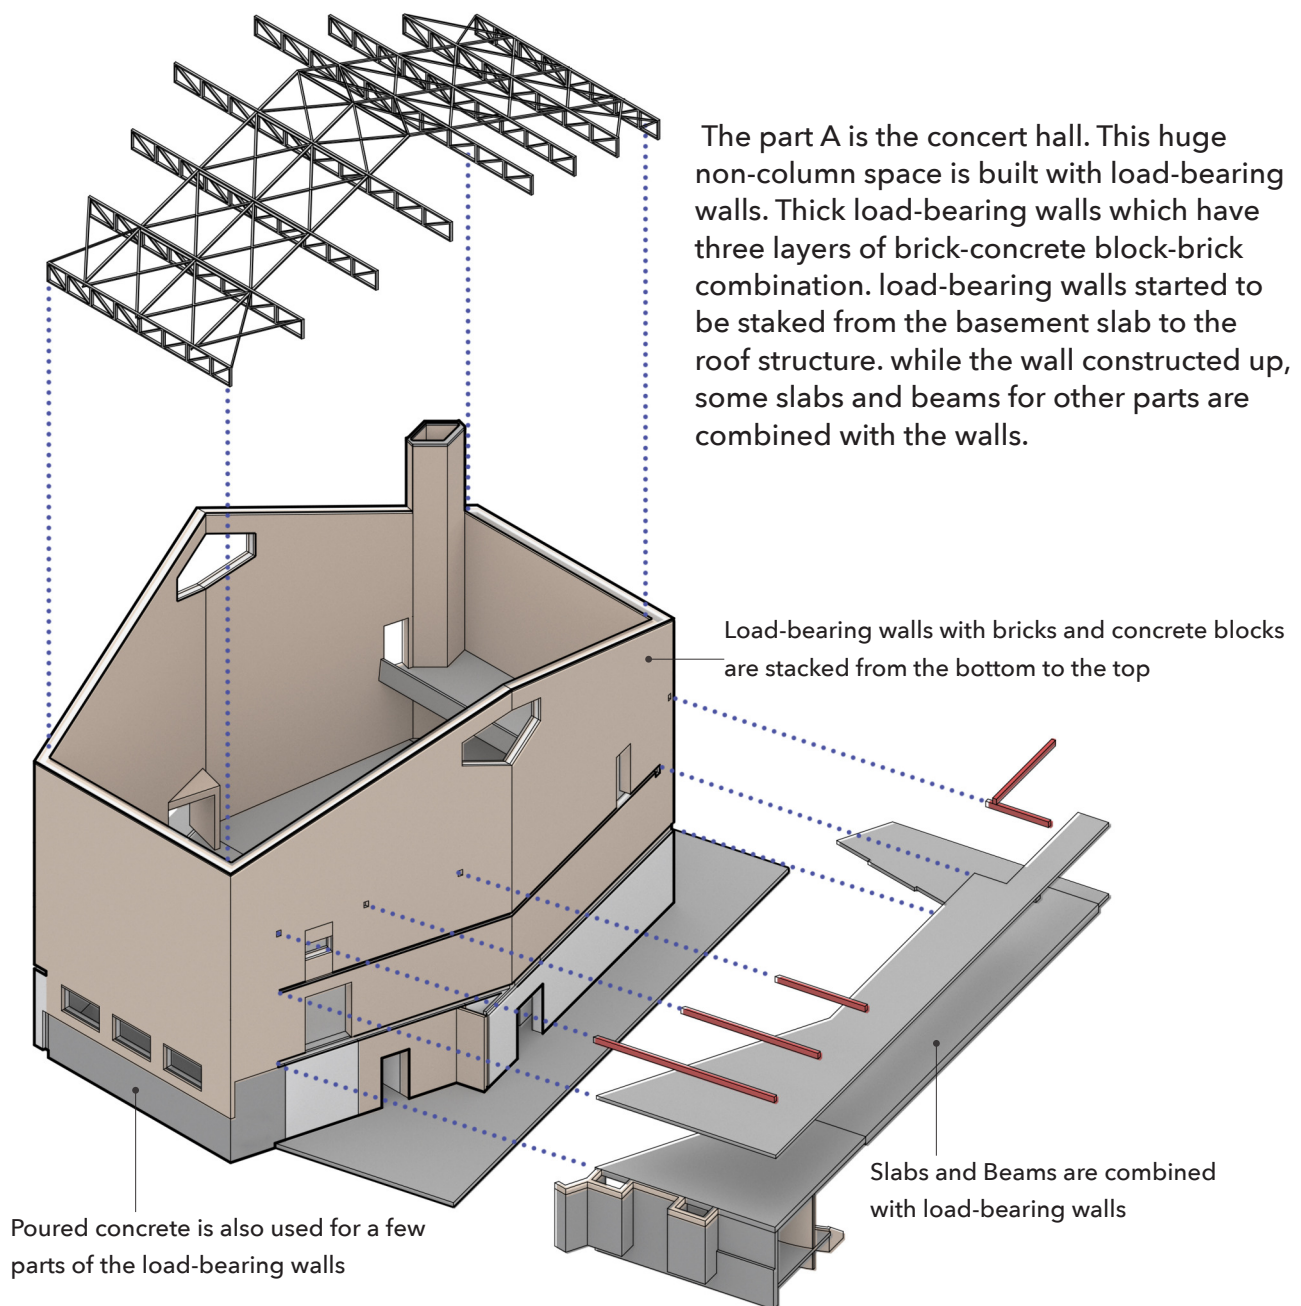 The part A is the concert hall. This huge
non-column space is built with load-bearing
walls. Thick load-bearing walls which have
three layers of brick-concrete block-brick
combination. load-bearing walls started to
be staked from the basement slab to the
roof structure. while the wall constructed up,
some slabs and beams for other parts are
combined with the walls.
Load-bearing walls with bricks and concrete blocks
are stacked from the bottom to the top
Slabs and Beams are combined
with load-bearing walls
Poured concrete is also used for a few
parts of the load-bearing walls